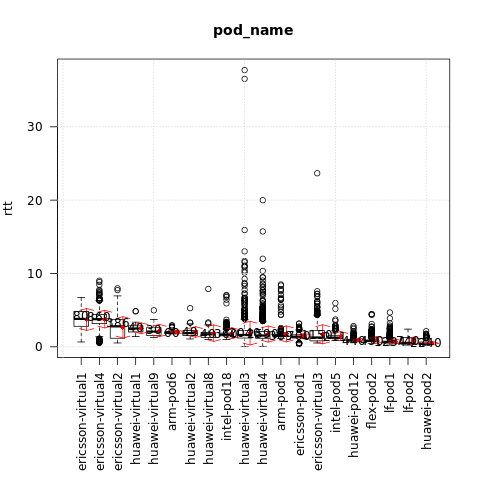 pod_name
rtt
30
20
10
0
ericsson-virtual1
ericsson-virtual4
ericsson-virtual2
huawei-virtual1
huawei-virtual9
arm-pod6
huawei-virtual2
huawei-virtual8
intel-pod18
huawei-virtual3
huawei-virtual4
arm-pod5
ericsson-pod1
ericsson-virtual3
intel-pod5
huawei-pod12
flex-pod2
lf-pod1
lf-pod2
huawei-pod2